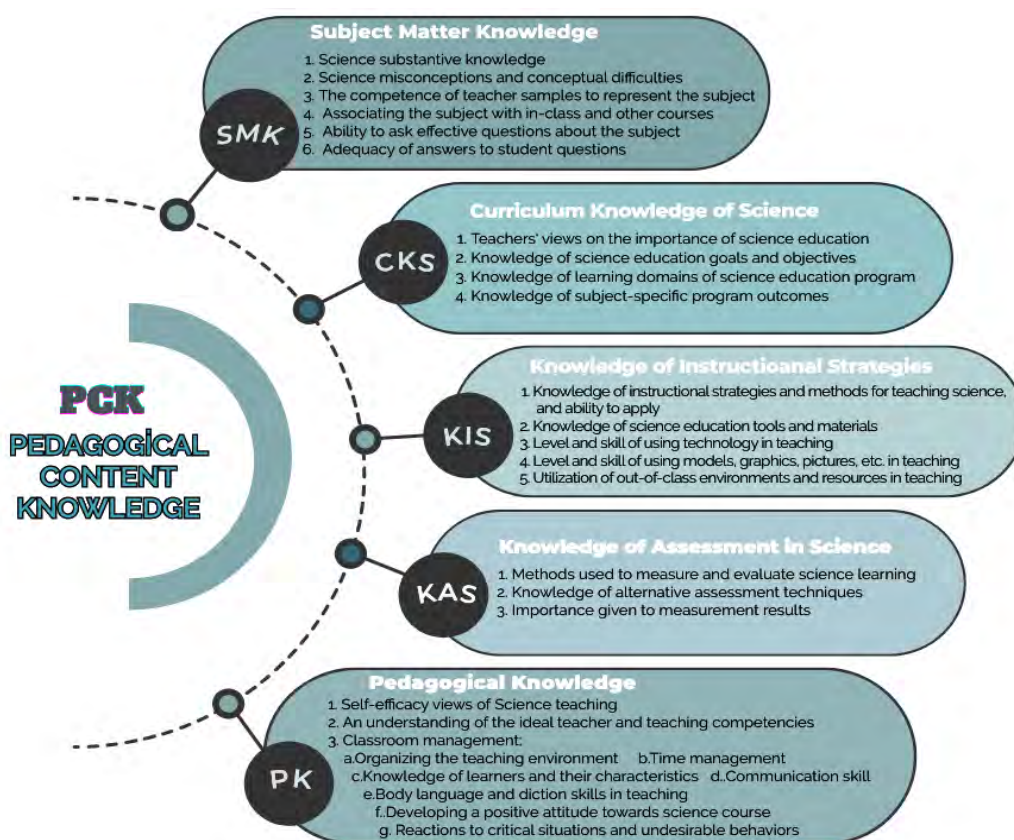 Subject Matter Knowledge
1. Science substantive knowledge
2. Science misconceptions and conceptual difficulties
3. The competence of teacher samples to represent the subject
4. Associating the subject with in-class and other courses
5. Ability to ask effective questions about the subject
6. Adequacy of answers to student questions
SMK
Curriculum Knowledge of Science
1. Teachers' views on the importance of science education
2. Knowledge of science education goals and objectives
3. Knowledge of learning domains of science education program
4. Knowledge of subject-specific program outcomes
CKS
Knowledge of Instructioanal Strategies
1. Knowledge of instructional strategies and methods for teaching science,
and ability to apply
2. Knowledge of science education tools and materials
3. Level and skill of using technology in teaching
4. Level and skill of using models, graphics, pictures, etc. in teaching
5. Utilization of out-of-class environments and resources in teaching
KIS
PCK
PEDAGOGİCAL
CONTENT
KNOWLEDGE
Knowledge of Assessment in Science
1. Methods used to measure and evaluate science learning
2. Knowledge of alternative assessment techniques
3. Importance given to measurement results
KAS
Pedagogical Knowledge
1. Self-efficacy views of Science teaching
2. An understanding of the ideal teacher and teaching competencies
3. Classroom management:
a.Organizing the teaching environment b.Time management
c.Knowledge of learners and their characteristics d..Communication skill
e.Body language and diction skills in teaching
f..Developing a positive attitude towards science course
g. Reactions to critical situations and undesirable behaviors
PK